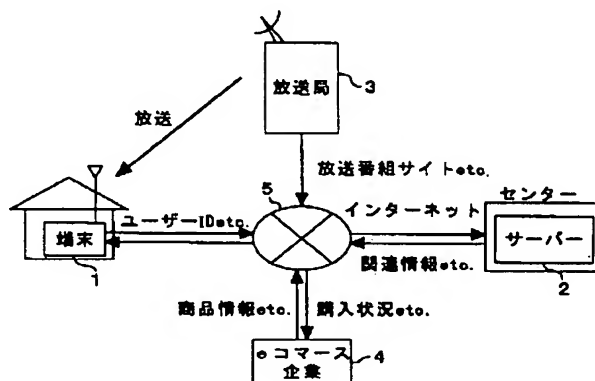 放送局
3
放送
放送番組サイトetc.
5
インターネット
センター
ユーザーIDetc.
端末
サーバー
1
関連情報etc.
2
商品情報etc.
購入状況etc.
eコマース
企業
4